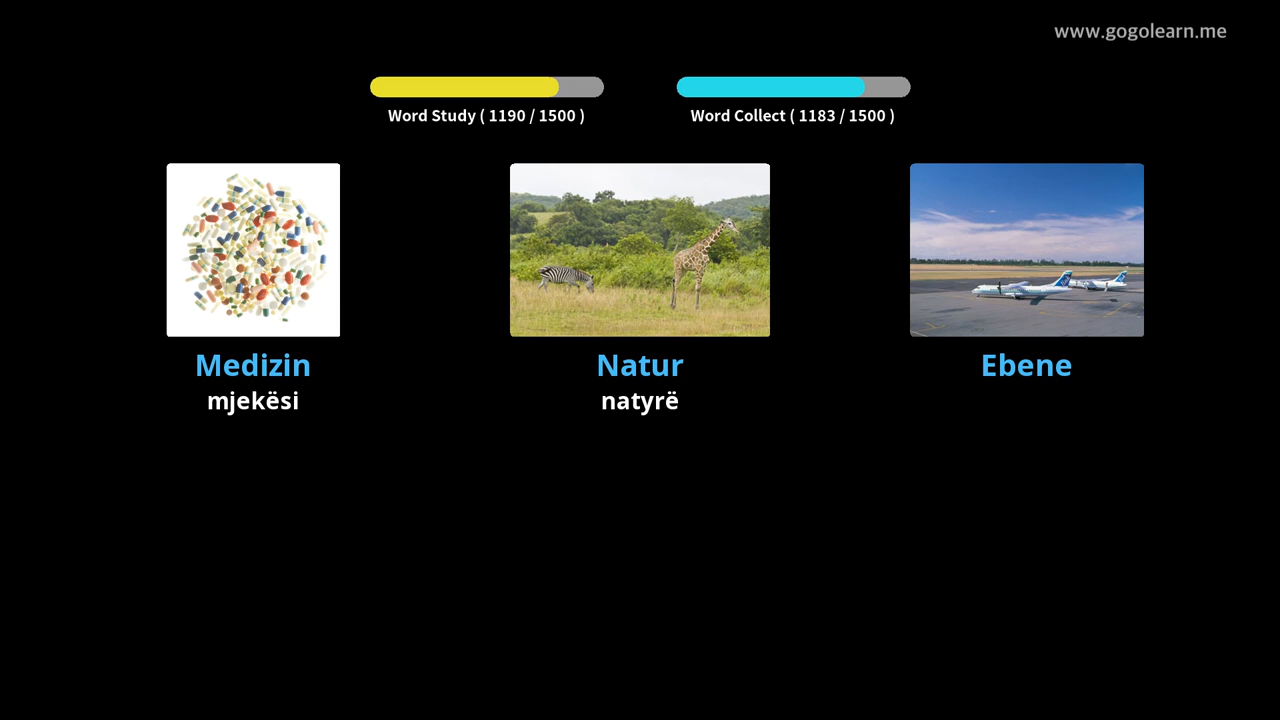 www.gogolearn.me
Word Study ( 1190 / 1500 )
Word Collect ( 1183 / 1500 )
Medizin
mjekësi
Natur
natyrë
Ebene